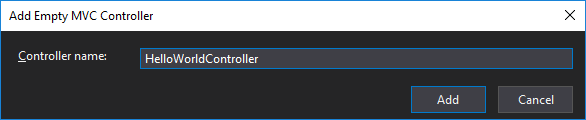 Add Empty MVC Controller
Controller name: HelloWorldController
Add Cancel